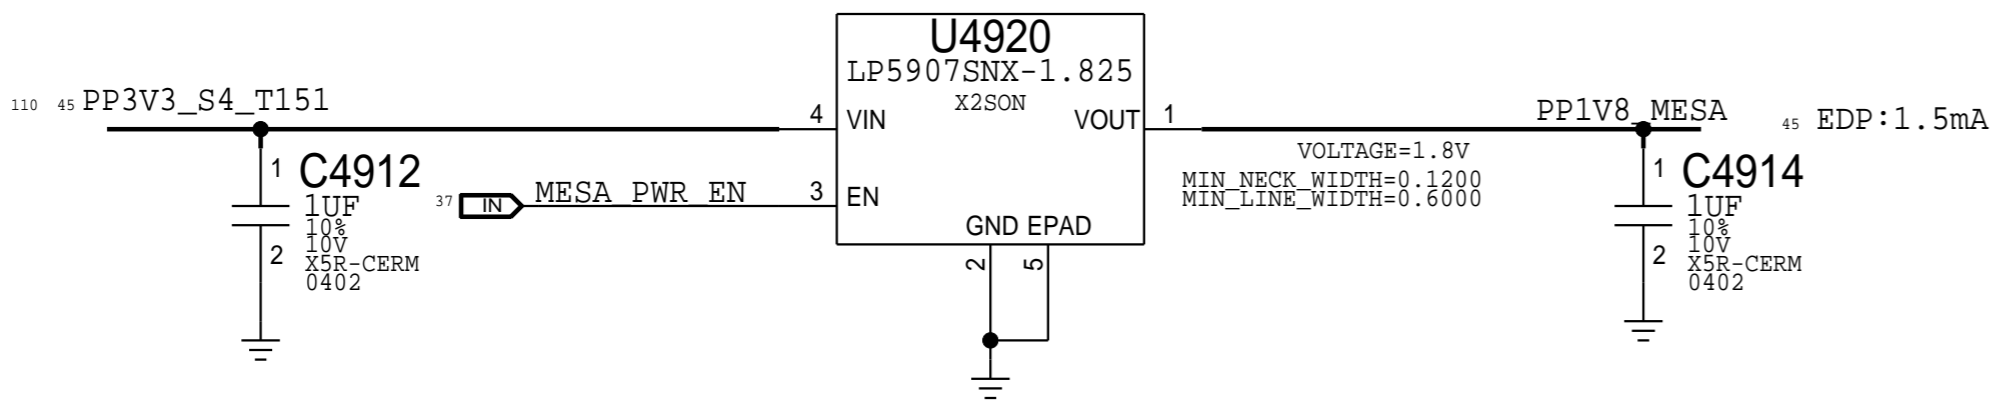 U4920
LP5907SNX-1.825
X2SON
110 45 PP3V3_S4_T151
4 VIN
VOUT 1
PP1V8_MESA
45 EDP:1.5mA
VOLTAGE=1.8V
MIN_NECK_WIDTH=0.1200
MIN_LINE_WIDTH=0.6000
1 C4912
1UF
10%
10V
2 X5R-CERM
0402
37 IN MESA_PWR_EN 3 EN
GND EPAD
2 5
1 C4914
1UF
10%
10V
2 X5R-CERM
0402